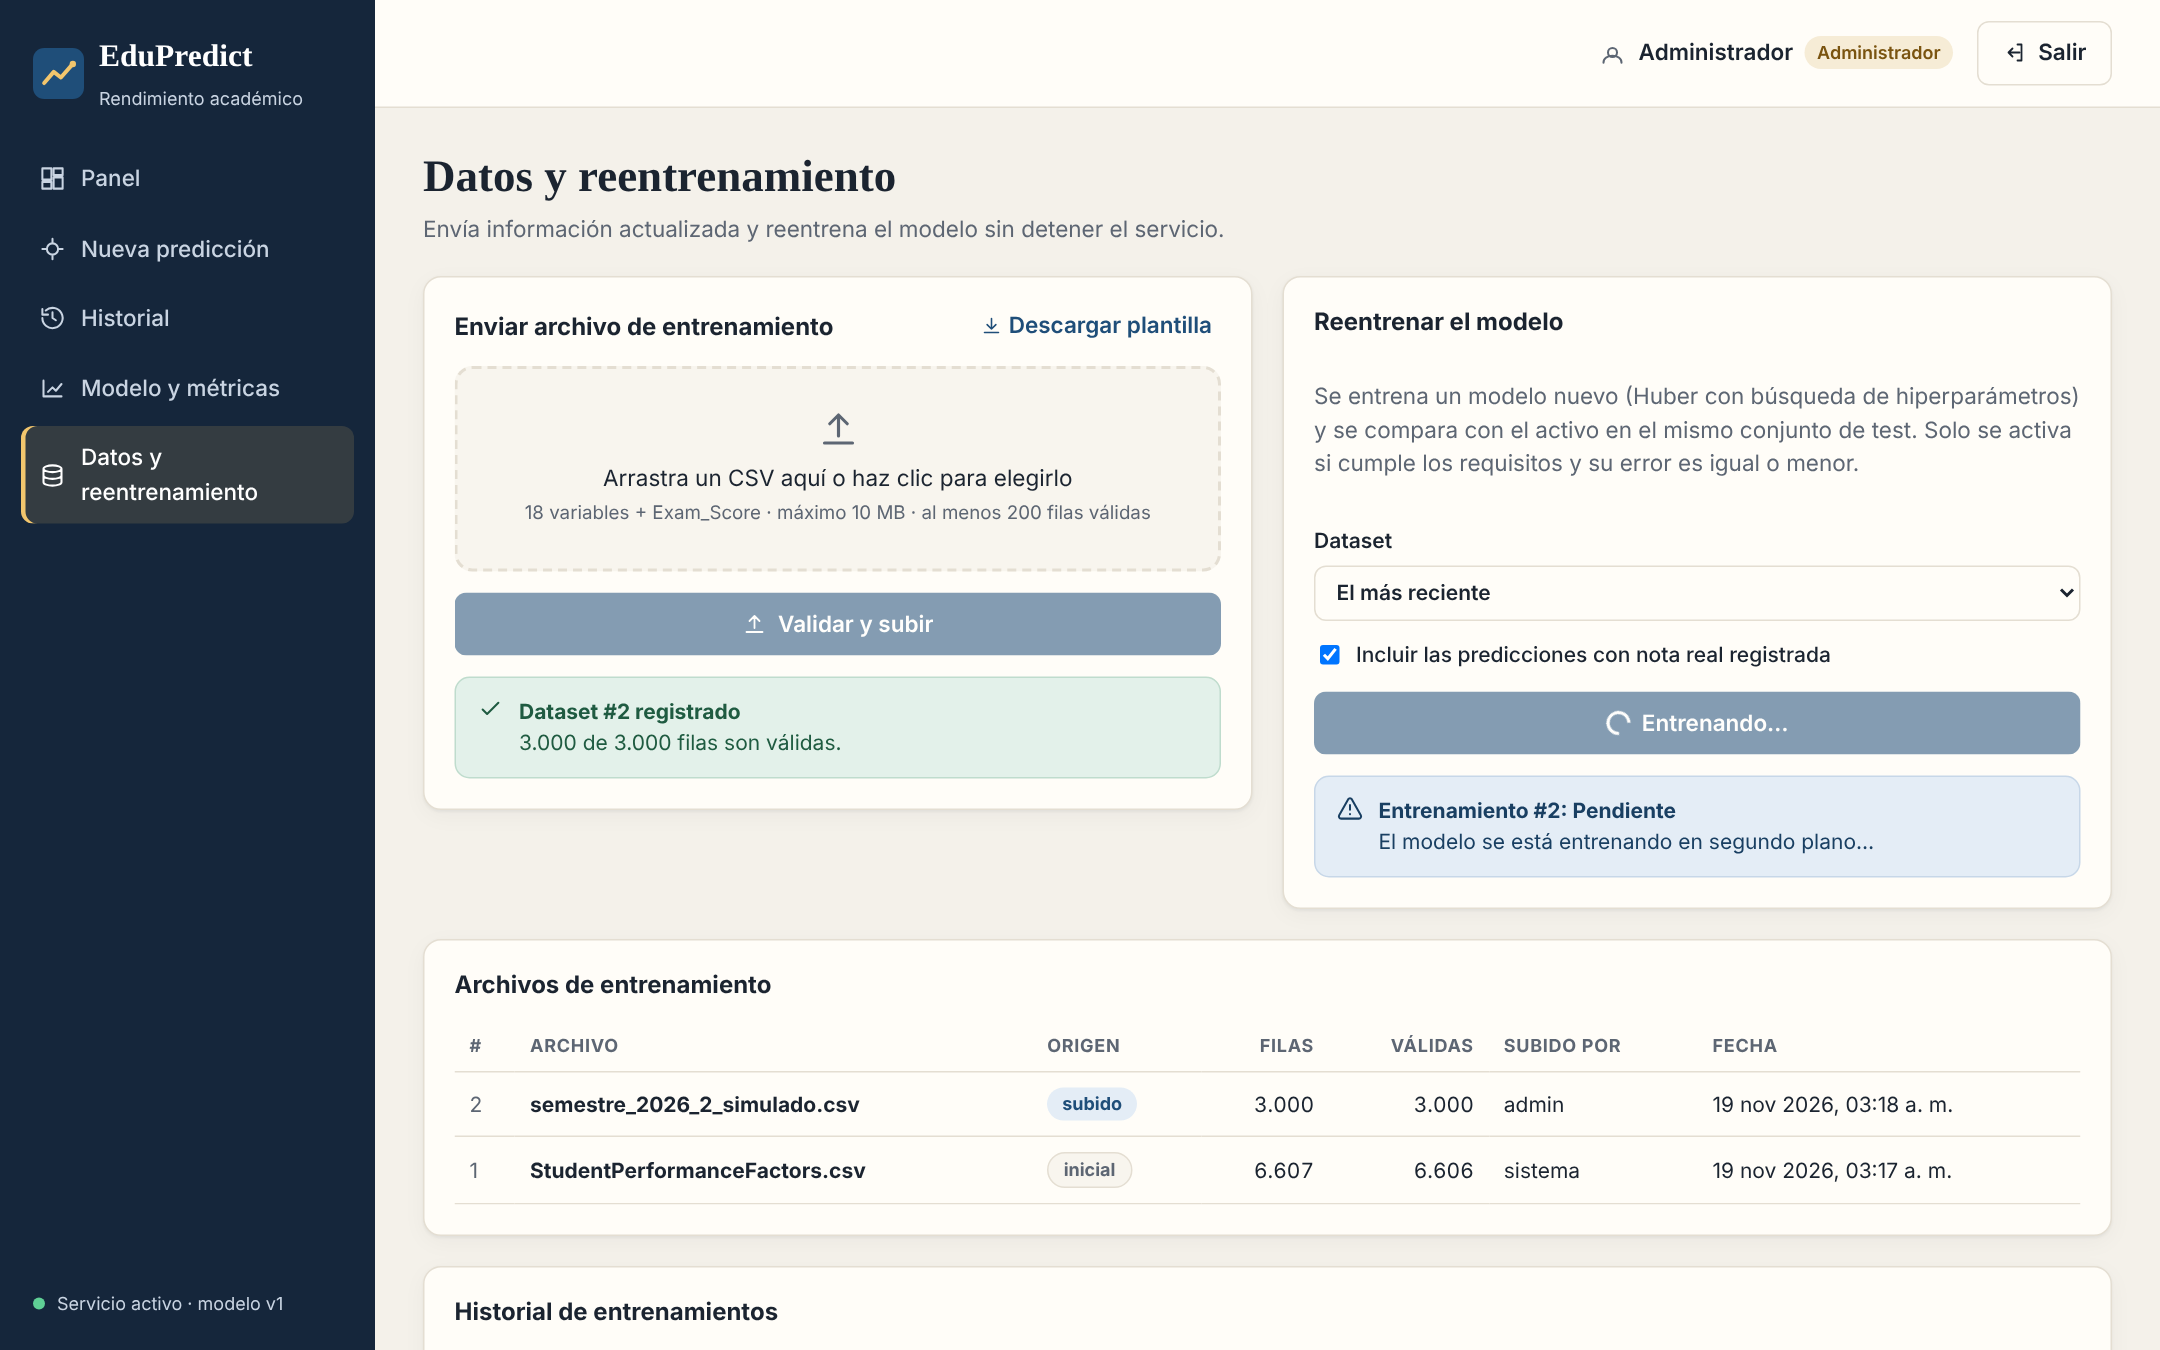 EduPredict
Rendimiento académico
Panel
Nueva predicción
Historial
Modelo y métricas
Datos y
reentrenamiento
Servicio activo · modelo v1
Administrador
Administrador
Salir
Datos y reentrenamiento
Envía información actualizada y reentrena el modelo sin detener el servicio.
Enviar archivo de entrenamiento
Descargar plantilla
Arrastra un CSV aquí o haz clic para elegirlo
18 variables + Exam_Score · máximo 10 MB · al menos 200 filas válidas
Validar y subir
Dataset #2 registrado
3.000 de 3.000 filas son válidas.
Reentrenar el modelo
Se entrena un modelo nuevo (Huber con búsqueda de hiperparámetros)
y se compara con el activo en el mismo conjunto de test. Solo se activa
si cumple los requisitos y su error es igual o menor.
Dataset
El más reciente
Incluir las predicciones con nota real registrada
Entrenando...
Entrenamiento #2: Pendiente
El modelo se está entrenando en segundo plano...
Archivos de entrenamiento
# ARCHIVO ORIGEN FILAS VÁLIDAS SUBIDO POR FECHA
2 semestre_2026_2_simulado.csv subido 3.000 3.000 admin 19 nov 2026, 03:18 a. m.
1 StudentPerformanceFactors.csv inicial 6.607 6.606 sistema 19 nov 2026, 03:17 a. m.
Historial de entrenamientos